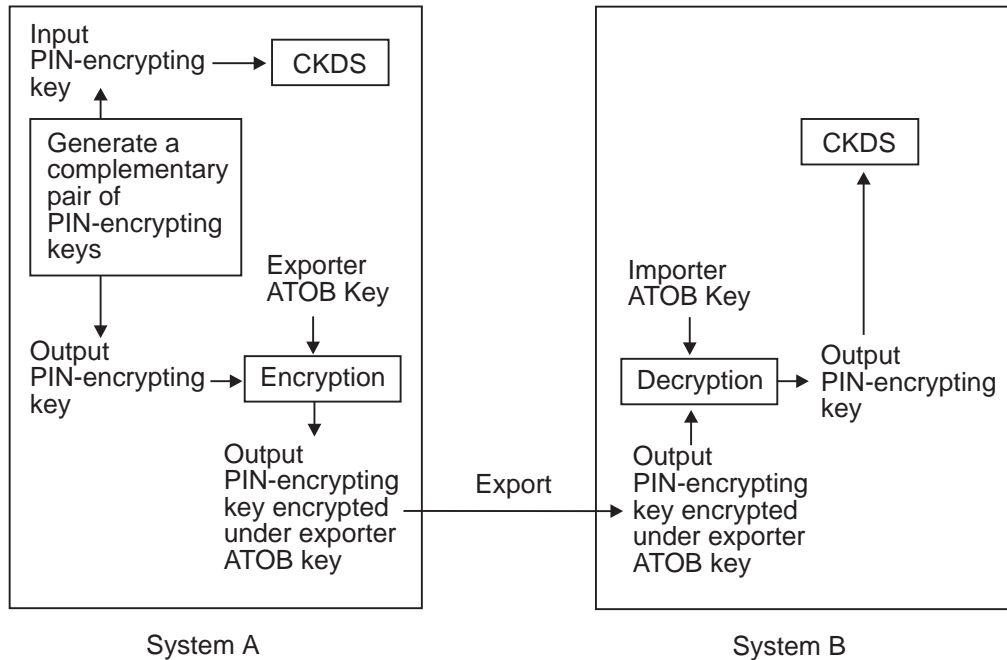 Input
PIN-encrypting
key
CKDS
Generate a
complementary
pair of
PIN-encrypting
keys
Exporter
ATOB Key
Output
PIN-encrypting
key
Encryption
Output
PIN-encrypting
key encrypted
under exporter
ATOB key
Export
CKDS
Importer
ATOB Key
Decryption
Output
PIN-encrypting
key
Output
PIN-encrypting
key encrypted
under exporter
ATOB key
System A
System B